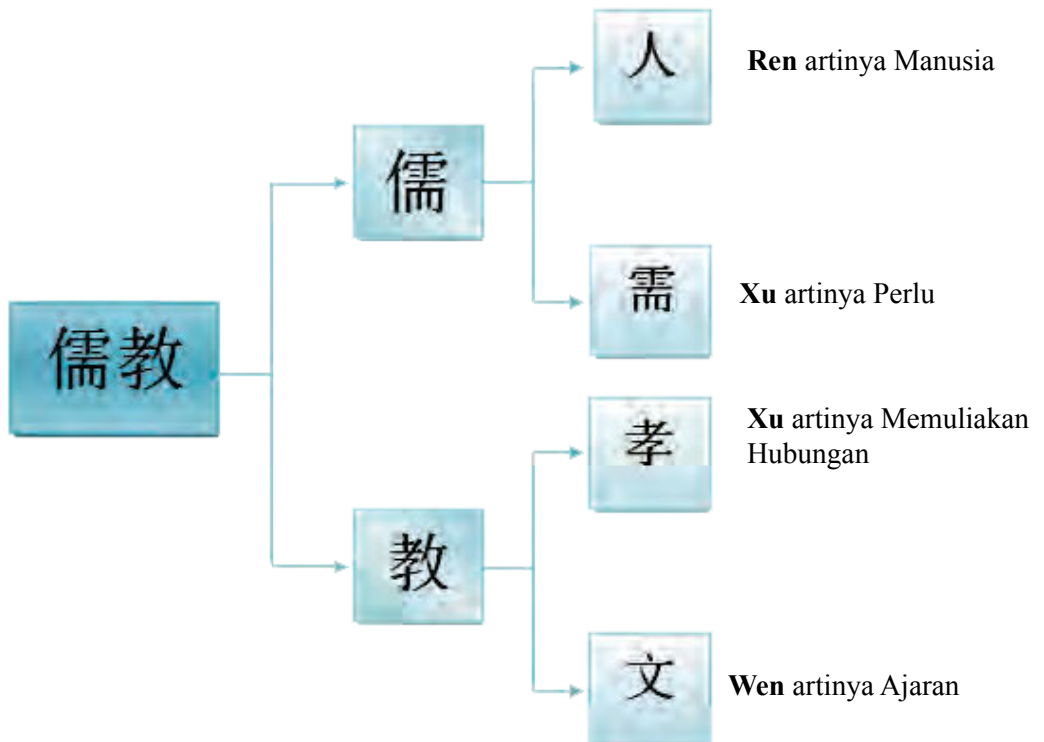 儒教
儒
人
Ren artinya Manusia
需
Xu artinya Perlu
教
孝
Xu artinya Memuliakan
Hubungan
文
Wen artinya Ajaran